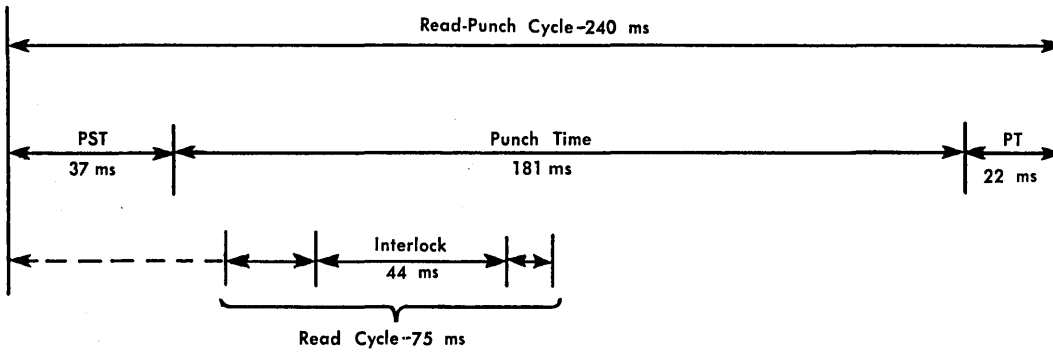 Read-Punch Cycle-240 ms
PST
37 ms
Punch Time
181 ms
PT
22 ms
Interlock
44 ms
Read Cycle-75 ms